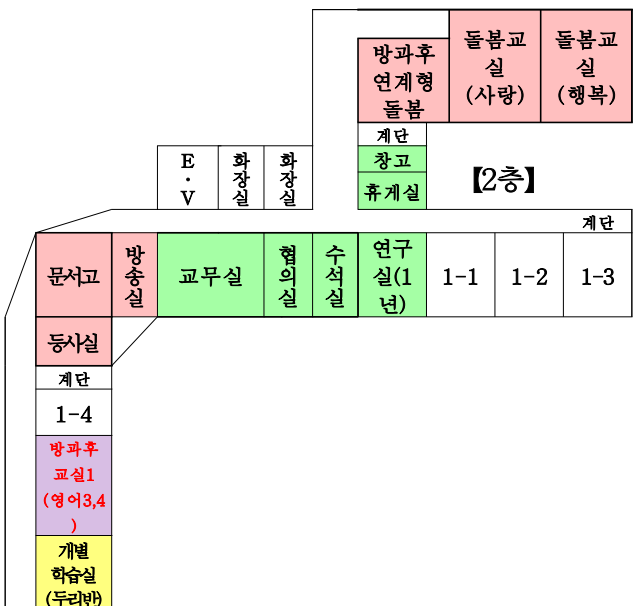 방과후
연계형
돌봄
돌봄교
실
(사랑)
돌봄교
실
(행복)
계단
창고
휴게실
E
·
V
화
장
실
화
장
실
【2층】
계단
문서고
방
송
실
교무실
협
의
실
수
석
실
연구
실(1
년)
1-1
1-2
1-3
등사실
계단
1-4
방과후
교실1
(영어3,4
)
개별
학습실
(두리반)